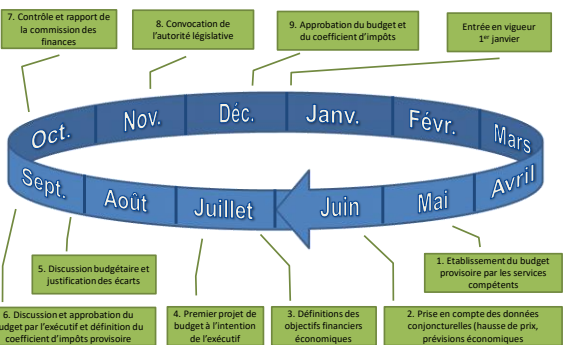 7. Contrôle et rapport de
la commission des
finances
8. Convocation de
l'autorité législative
9. Approbation du budget et
du coefficient d'impôts
Entrée en vigueur
1er janvier
Oct.
Nov.
Déc.
Janv.
Févr.
Mars
Sept.
Août
Juillet
Juin
Mai
Avril
5. Discussion budgétaire et
justification des écarts
1. Etablissement du budget
provisoire par les services
compétents
6. Discussion et approbation du
budget par l'exécutif et définition du
coefficient d'impôts provisoire
4. Premier projet de
budget à l'intention
de l'exécutif
3. Définitions des
objectifs financiers
économiques
2. Prise en compte des données
conjoncturelles (hausse de prix,
prévisions économiques